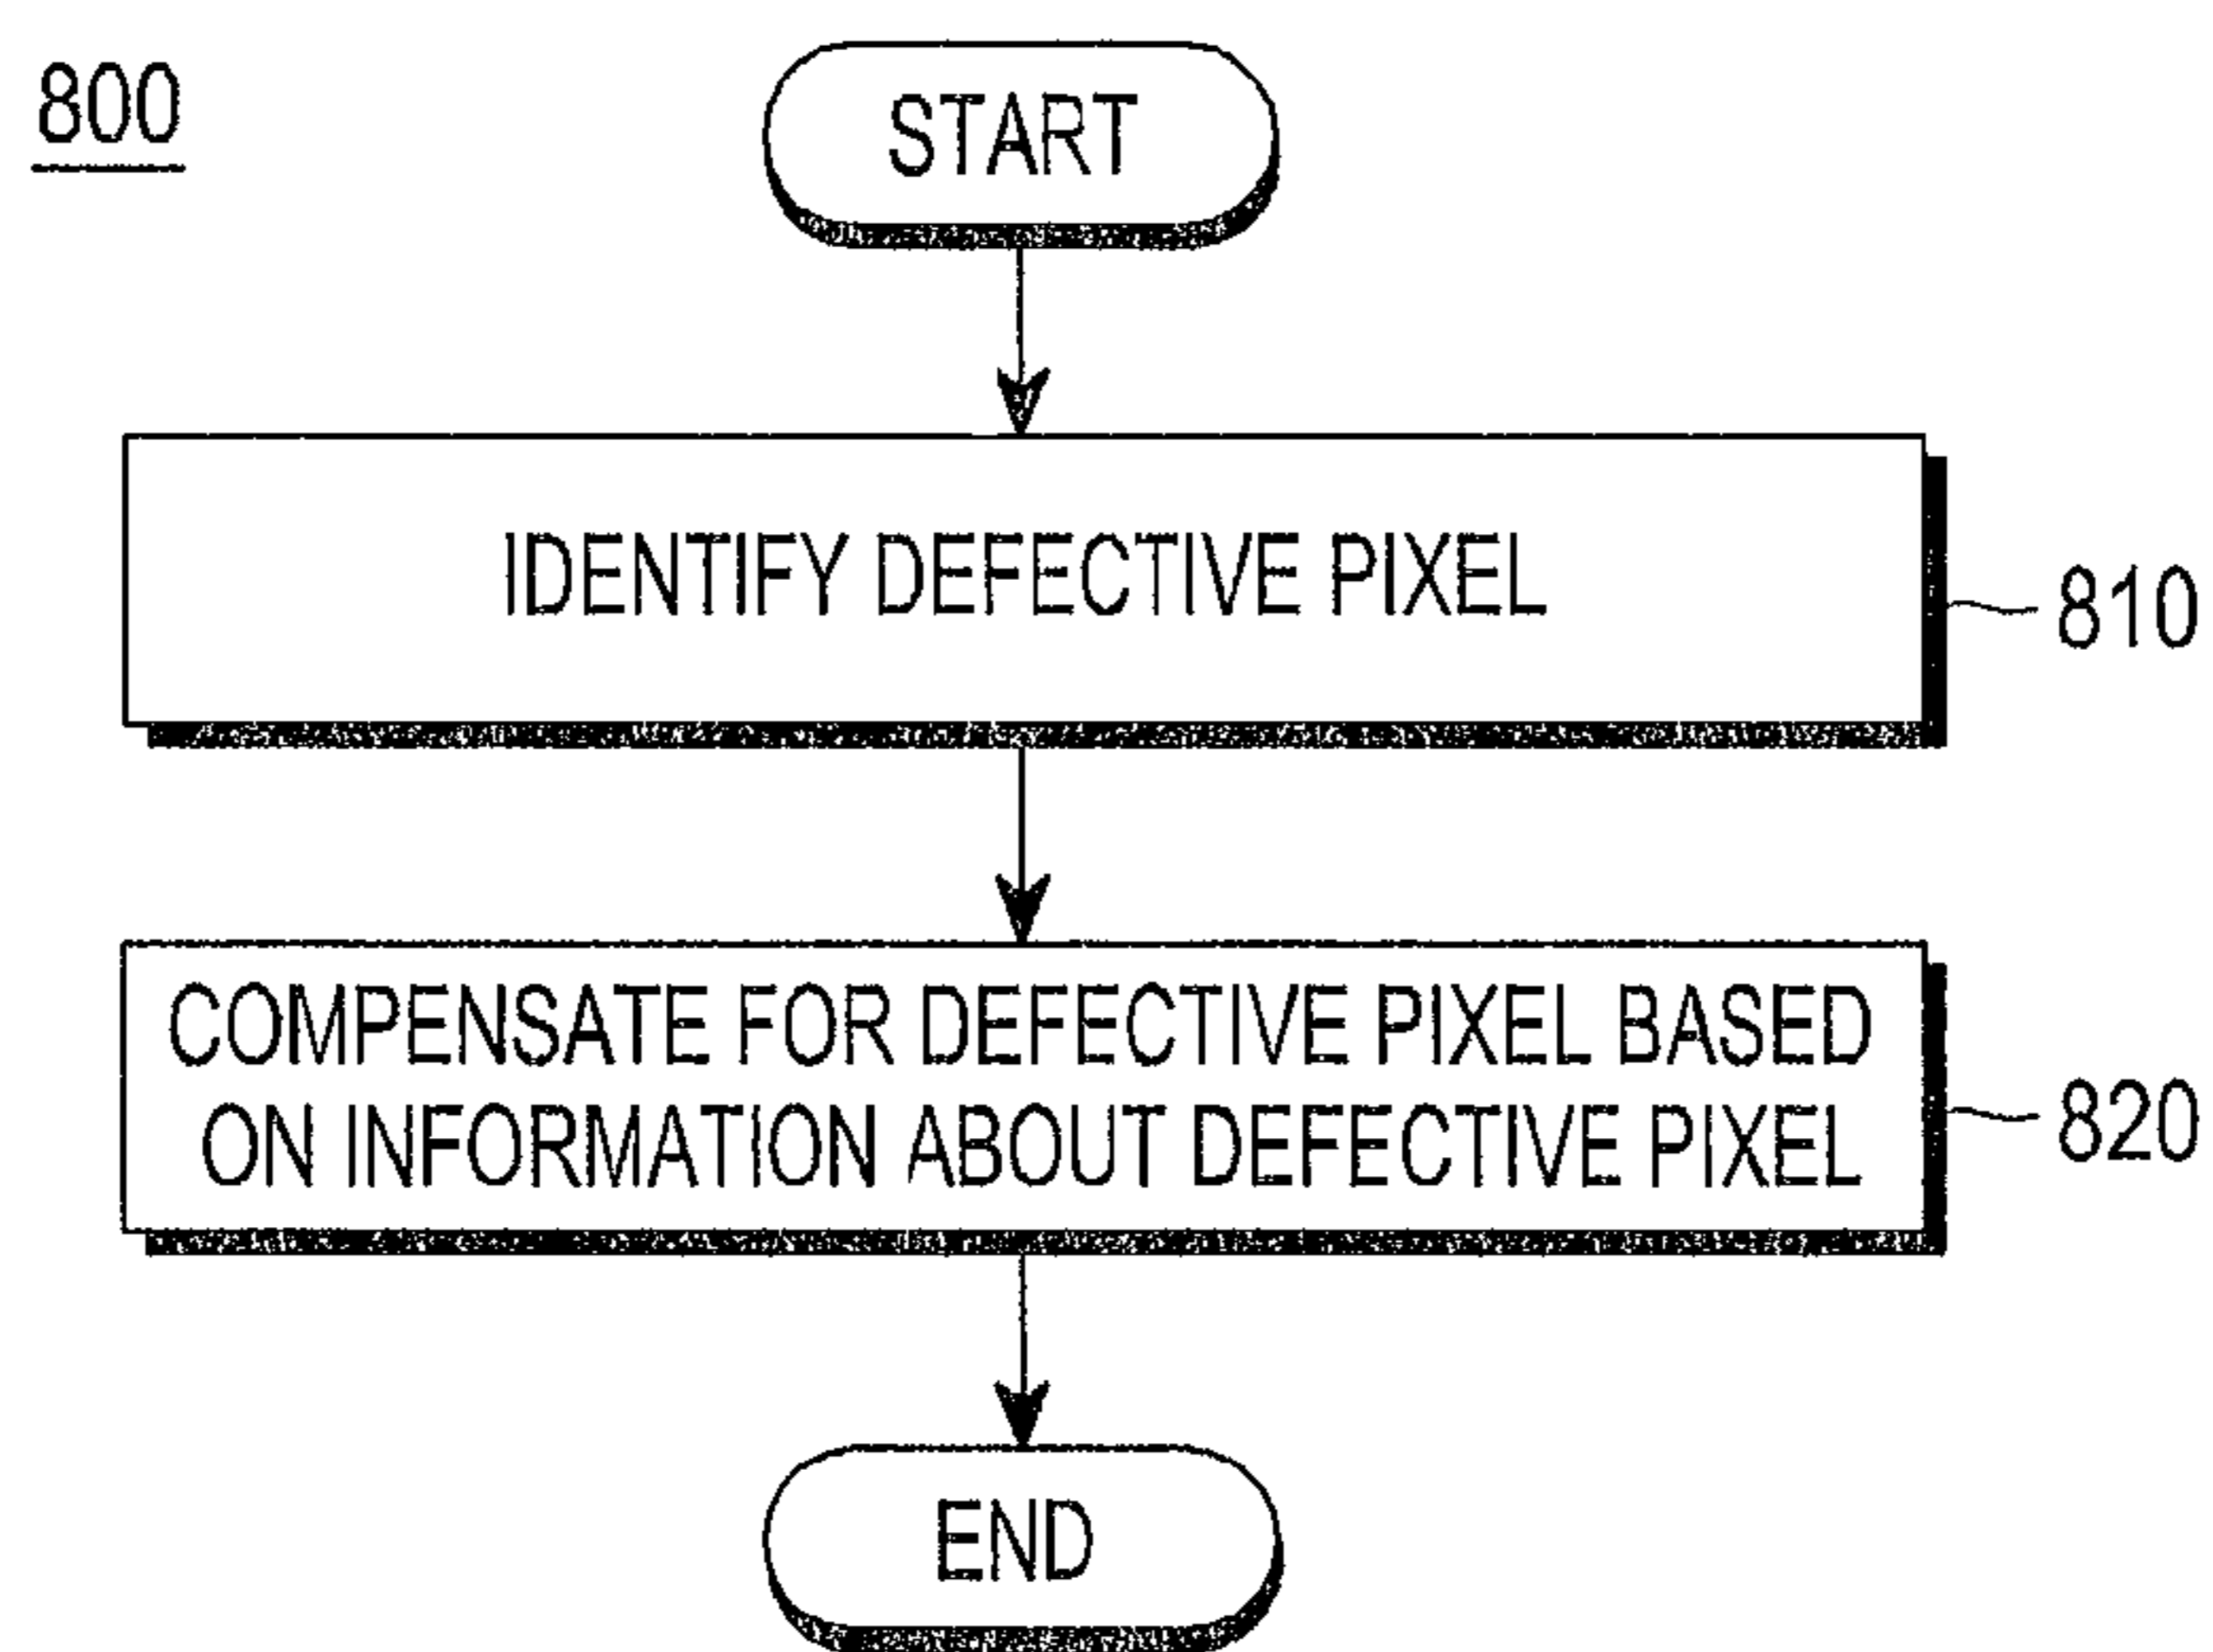 800
START
IDENTIFY DEFECTIVE PIXEL
810
COMPENSATE FOR DEFECTIVE PIXEL BASED
ON INFORMATION ABOUT DEFECTIVE PIXEL
820
END